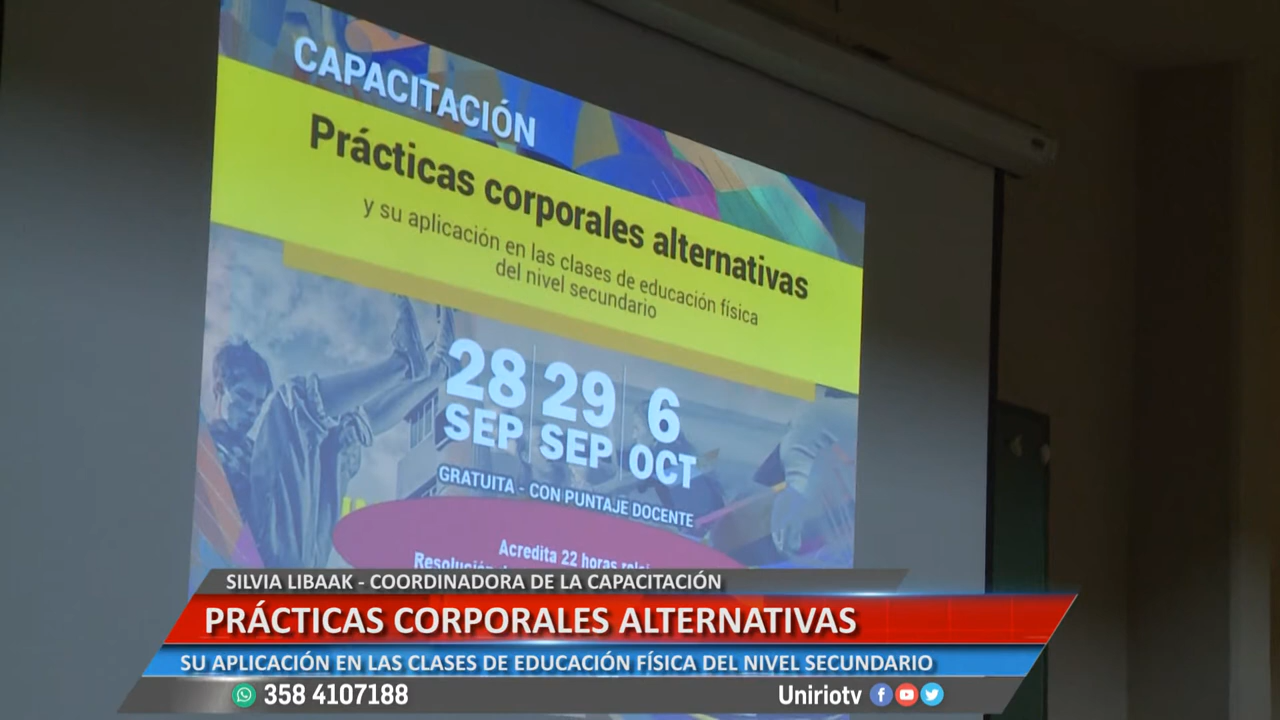 CAPACITACIÓN
Prácticas corporales alternativas
y su aplicación en las clases de educación física
del nivel secundario
28 SEP
29 SEP
6 OCT
GRATUITA - CON PUNTAJE DOCENTE
Acredita 22 horas
SILVIA LIBAAK - COORDINADORA DE LA CAPACITACIÓN
PRÁCTICAS CORPORALES ALTERNATIVAS
SU APLICACIÓN EN LAS CLASES DE EDUCACIÓN FÍSICA DEL NIVEL SECUNDARIO
358 4107188
Uniriotv